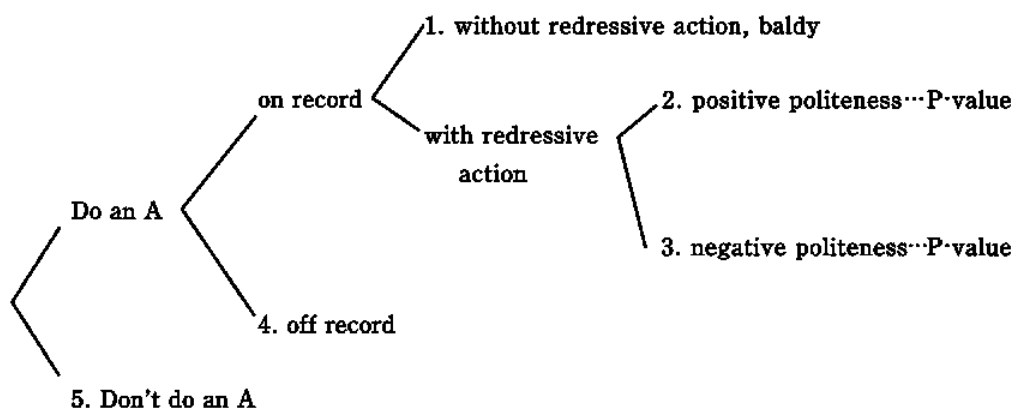 1. without redressive action, baldy
on record
2. positive politeness···P-value
with redressive
action
Do an A
3. negative politeness···P-value
4. off record
5. Don't do an A